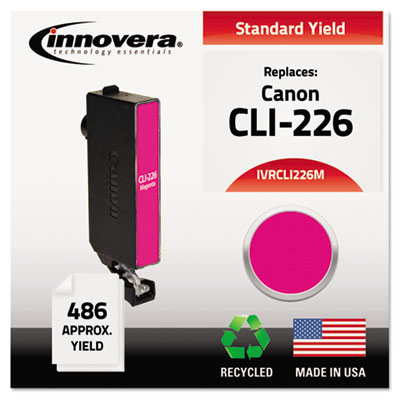 innovera
technology essentials
Standard Yield
Replaces:
Canon
CLI-226
IVRCLI226M
Innovera
CLI-226
Magenta
486
APPROX.
YIELD
RECYCLED
MADE IN USA